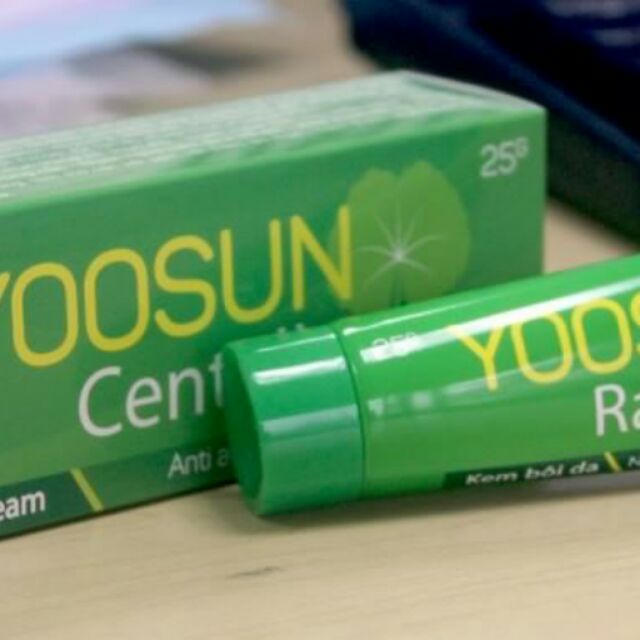 25G
YOOSUN
Cent
Anti a
eam
25G
YOOS
Ra
Kem bôi da